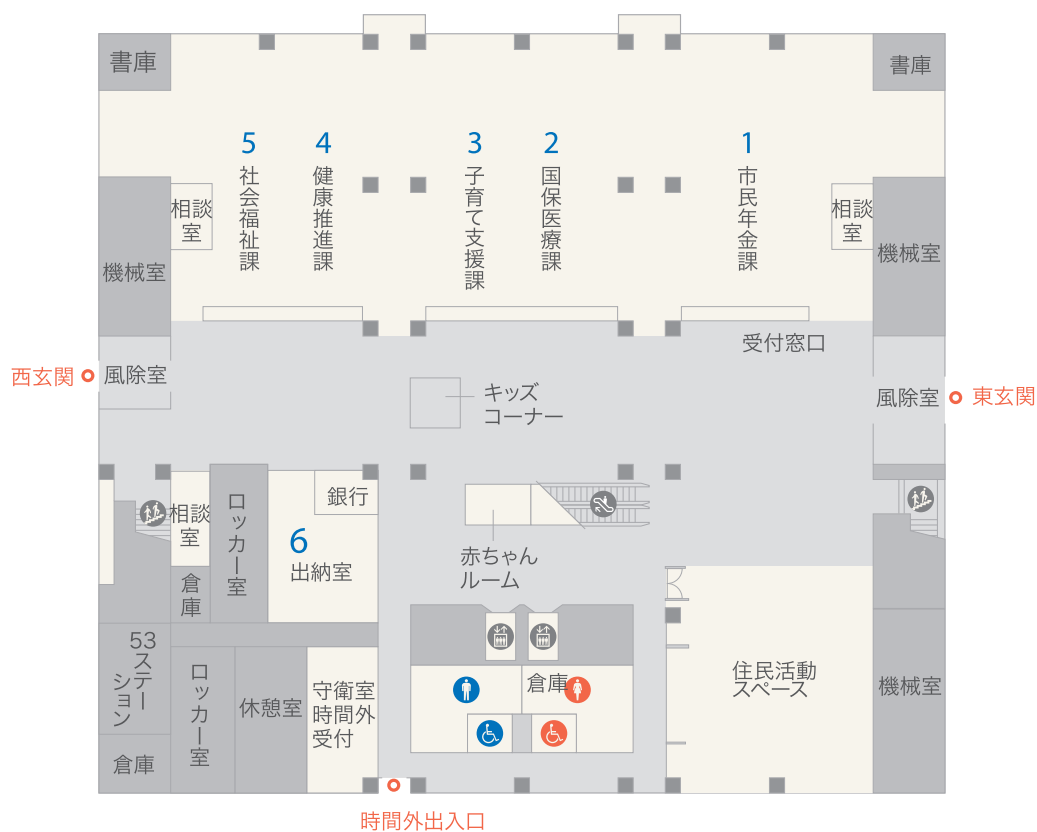 書庫
書庫
5
社会福祉課
4
健康推進課
3
子育て支援課
2
国保医療課
1
市民年金課
相談
室
相談
室
機械室
機械室
受付窓口
西玄関
風除室
キッズ
コーナー
風除室
東玄関
相談
室
ロッカー室
銀行
6
出納室
赤ちゃん
ルーム
倉庫
53
ステー
ション
ロッカー室
休憩室
守衛室
時間外
受付
倉庫
住民活動
スペース
機械室
倉庫
時間外出入口